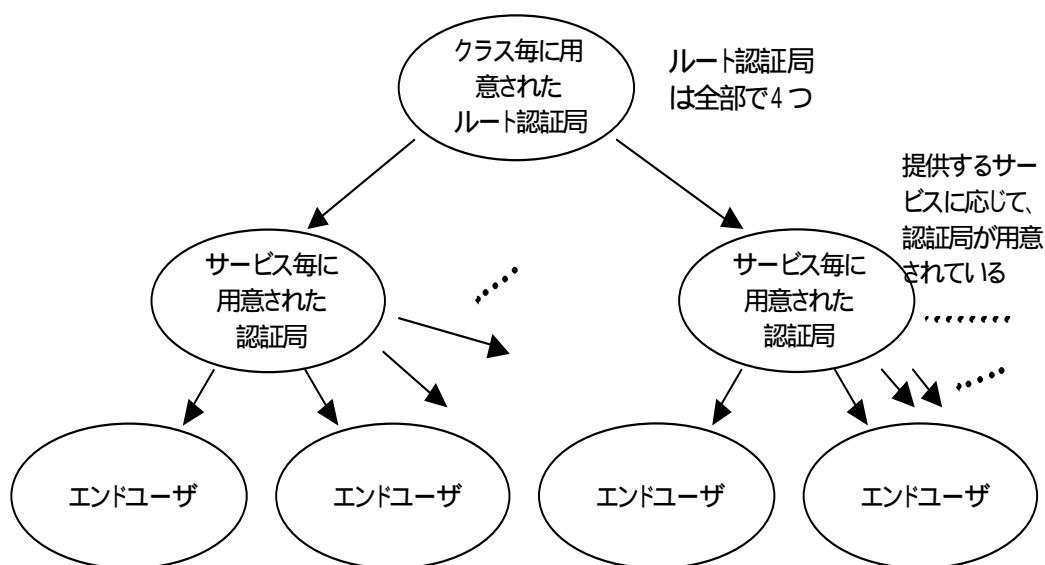 クラス毎に用
意された
ルート認証局
ルート認証局
は全部で4つ
提供するサー
ビスに応じて、
認証局が用意
されている
サービス毎に
用意された
認証局
サービス毎に
用意された
認証局
エンドユーザ
エンドユーザ
エンドユーザ
エンドユーザ